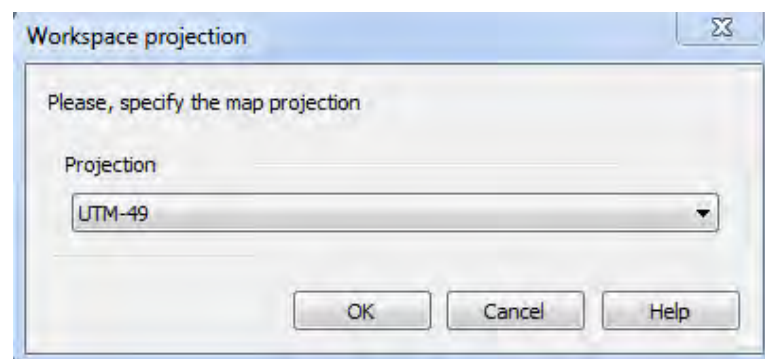 Workspace projection
Please, specify the map projection
Projection
UTM-49
OK Cancel Help